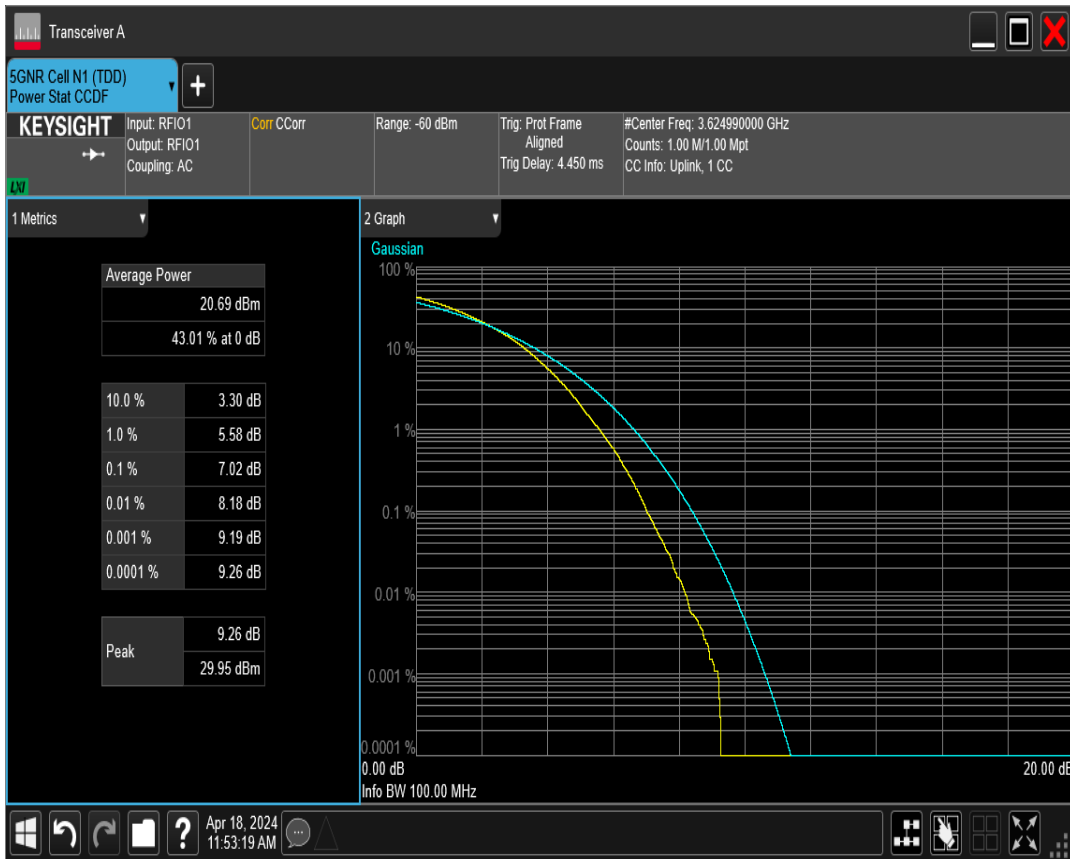 Transceiver A
5GNR Cell N1 (TDD)
Power Stat CCDF
+
KEYSIGHT
LXI
Input: RFIO1
Output: RFIO1
Coupling: AC
Corr CCorr
Range: -60 dBm
Trig: Prot Frame
Aligned
Trig Delay: 4.450 ms
#Center Freq: 3.624990000 GHz
Counts: 1.00 M/1.00 Mpt
CC Info: Uplink, 1 CC
1 Metrics
Average Power
20.69 dBm
43.01 % at 0 dB
10.0 % 3.30 dB
1.0 % 5.58 dB
0.1 % 7.02 dB
0.01 % 8.18 dB
0.001 % 9.19 dB
0.0001 % 9.26 dB
Peak 9.26 dB
29.95 dBm
2 Graph
Gaussian
100 %
10 %
1 %
0.1 %
0.01 %
0.001 %
0.0001 %
0.00 dB 20.00 dB
Info BW 100.00 MHz
?
Apr 18, 2024
11:53:19 AM